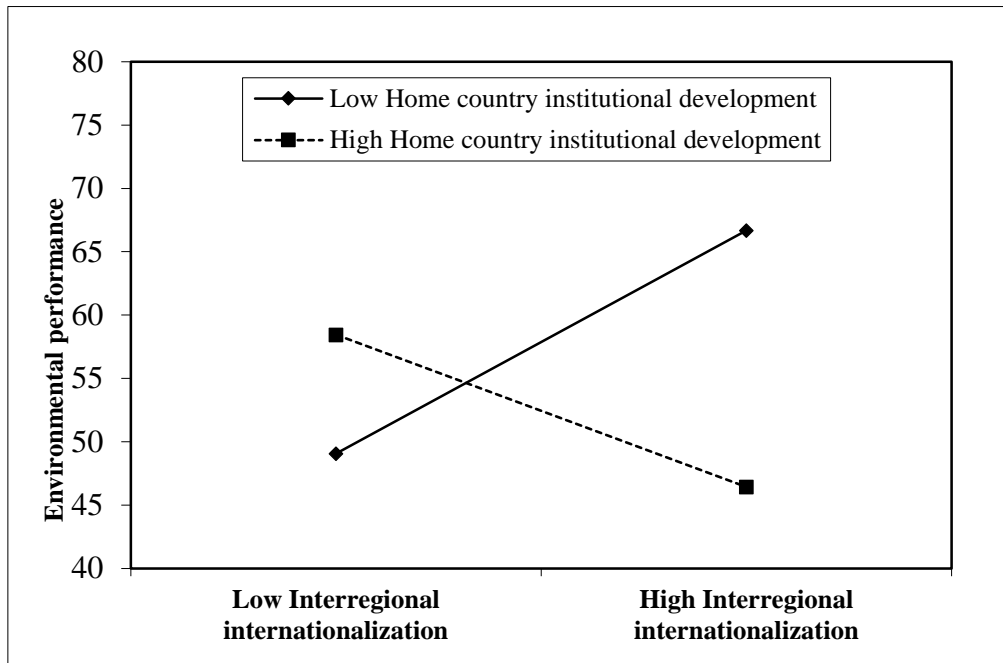 80
75
70
65
60
55
50
45
40
Environmental performance
Low Home country institutional development
High Home country institutional development
Low Interregional
internationalization
High Interregional
internationalization